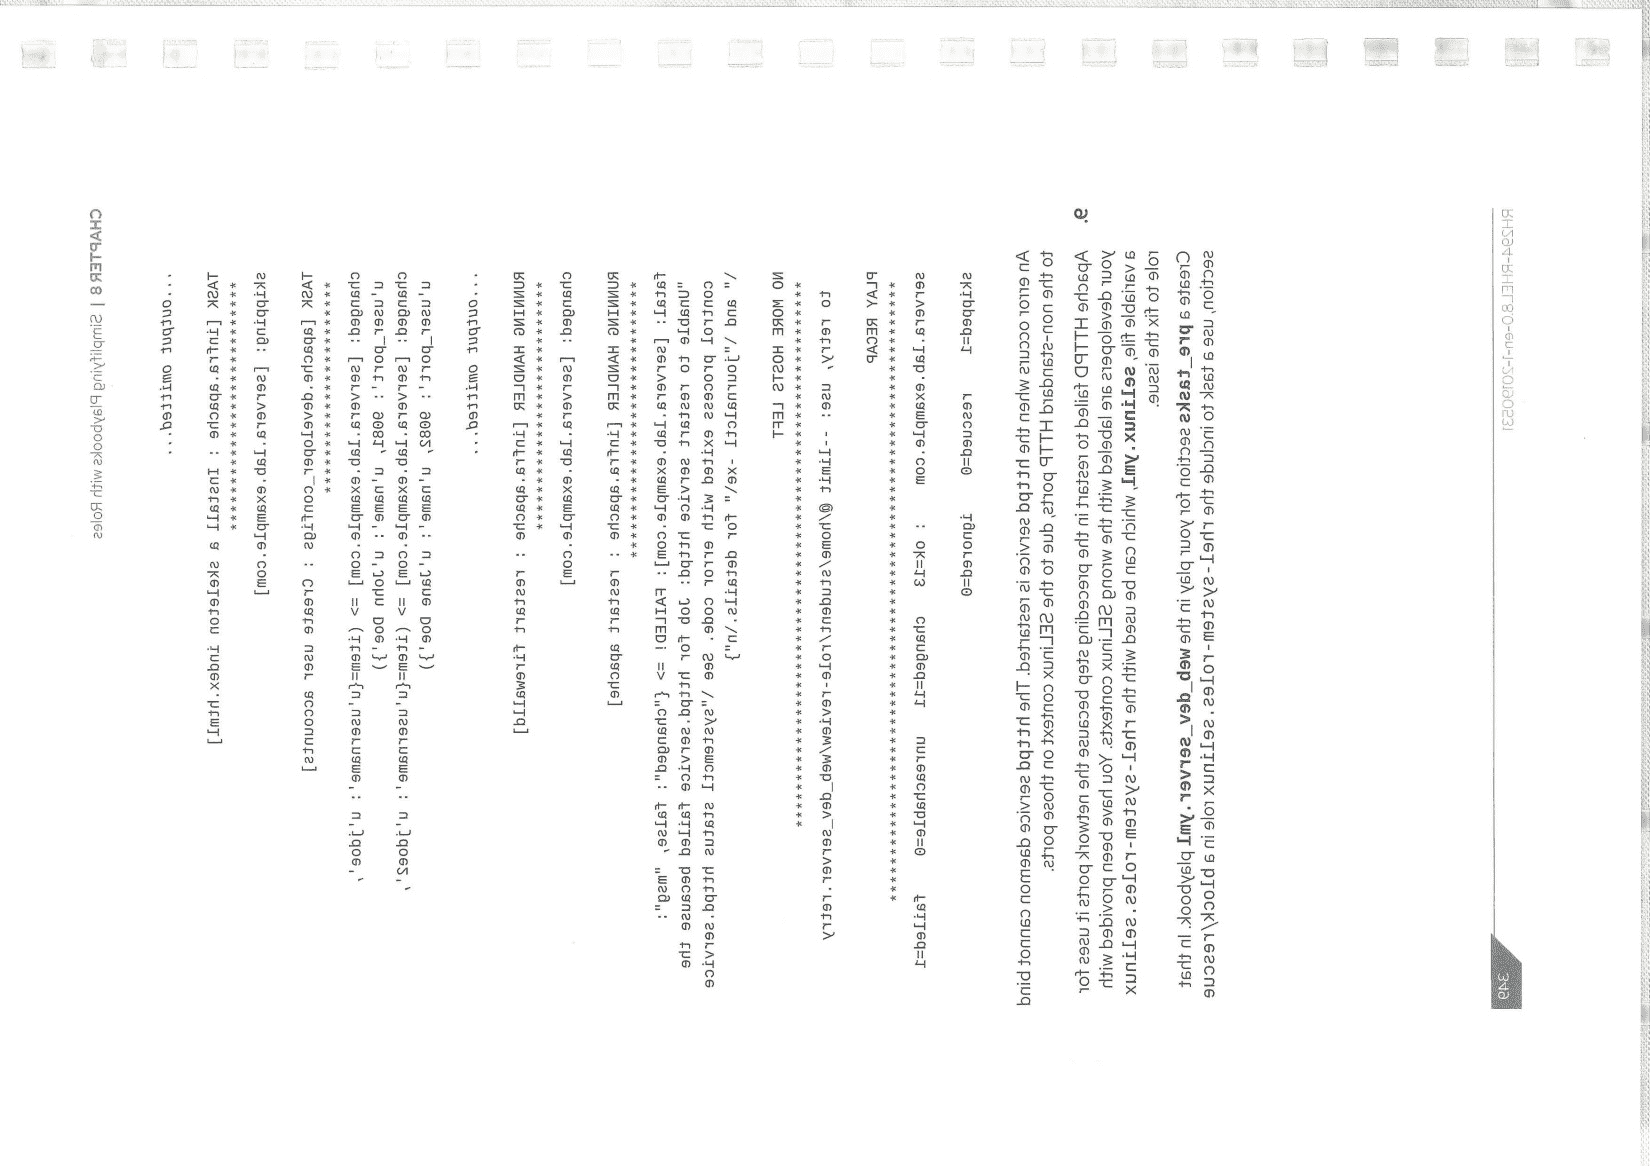 CHAPTER 8 | Simplifying Playbooks with Roles
...output omitted...
TASK [infra.apache : Install a skeleton index.html]
****************************
skipping: [servera.lab.example.com]
TASK [apache.developer_configs : Create user accounts]
************************
changed: [servera.lab.example.com] => (item={u'username': u'jdoe',
u'user_port': 9081, u'name': u'John Doe'})
changed: [servera.lab.example.com] => (item={u'username': u'jdoe2',
u'user_port': 9082, u'name': u'Jane Doe'})
...output omitted...
RUNNING HANDLER [infra.apache : restart firewalld]
****************************
changed: [servera.lab.example.com]
RUNNING HANDLER [infra.apache : restart apache]
*******************************
fatal: [servera.lab.example.com]: FAILED! => {"changed": false, "msg":
"Unable to restart service httpd: Job for httpd.service failed because the
control process exited with error code. See \"systemctl status httpd.service
\" and \"journalctl -xe\" for details.\n"}
NO MORE HOSTS LEFT
**************************************************************
to retry, use: --limit @/home/student/role-review/web_dev_server.retry
PLAY RECAP
**********************************************************************
servera.lab.example.com : ok=13 changed=11 unreachable=0 failed=1
skipped=1 rescued=0 ignored=0
An error occurs when the httpd service is restarted. The httpd service daemon cannot bind
to the non-standard HTTP ports, due to the SELinux context on those ports.
9.
Apache HTTPD failed to restart in the preceding step because the network ports it uses for
your developers are labeled with the wrong SELinux contexts. You have been provided with
a variable file, selinux.yml, which can be used with the rhel-system-roles.selinux
role to fix the issue.
Create a pre_tasks section for your play in the web_dev_server.yml playbook. In that
section, use a task to include the rhel-system-roles.selinux role in a block/rescue
RH294-RHEL8.0-en-1-20190531
349